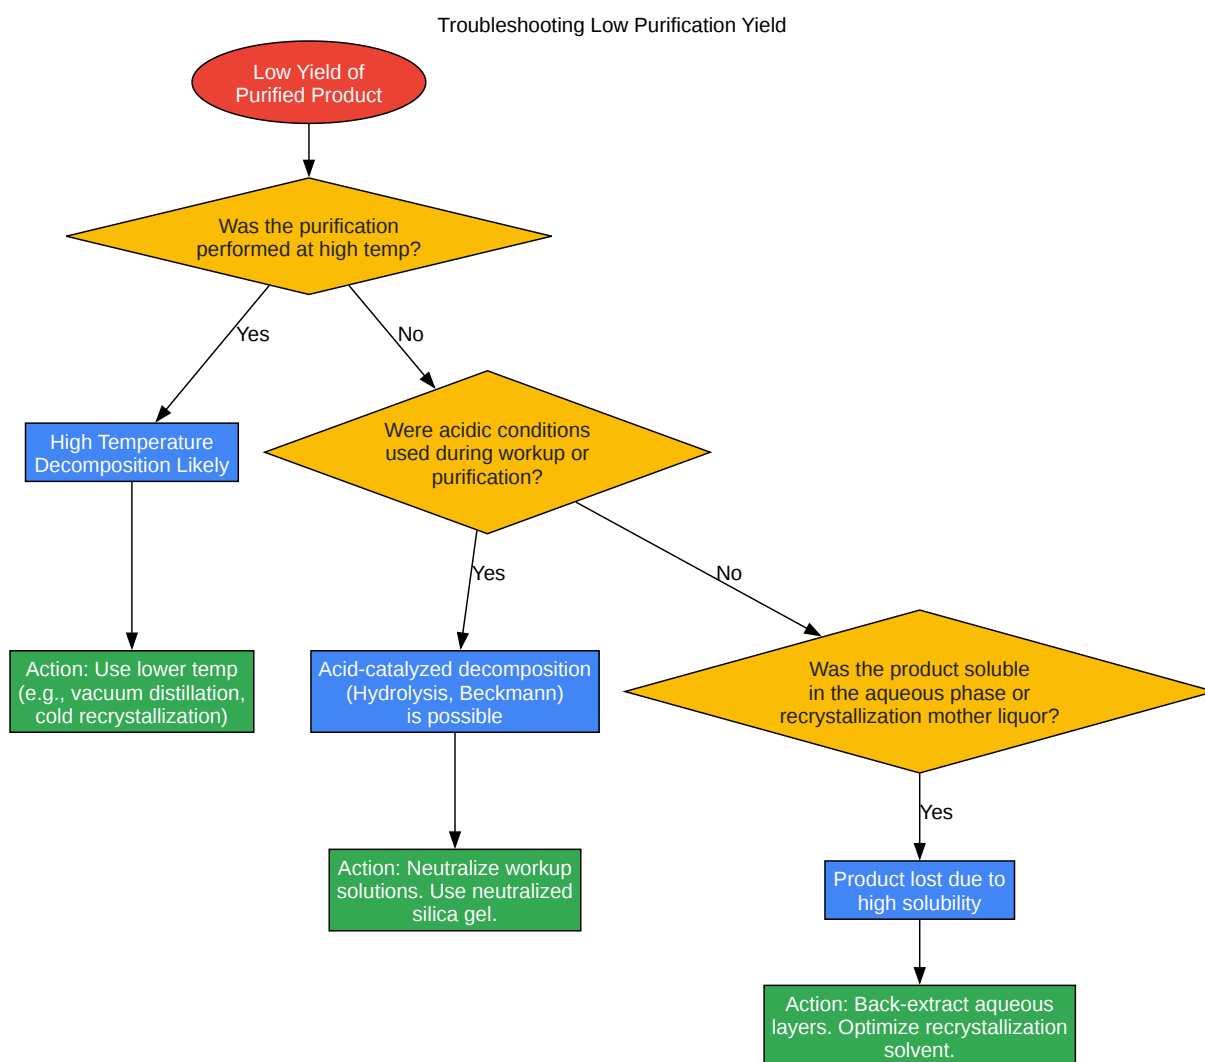 Troubleshooting Low Purification Yield
Low Yield of
Purified Product
Was the purification
performed at high temp?
Yes
No
High Temperature
Decomposition Likely
Were acidic conditions
used during workup or
purification?
Yes
No
Action: Use lower temp
(e.g., vacuum distillation,
cold recrystallization)
Acid-catalyzed decomposition
(Hydrolysis, Beckmann)
is possible
Was the product soluble
in the aqueous phase or
recrystallization mother liquor?
Yes
Action: Neutralize workup
solutions. Use neutralized
silica gel.
Product lost due to
high solubility
Action: Back-extract aqueous
layers. Optimize recrystallization
solvent.